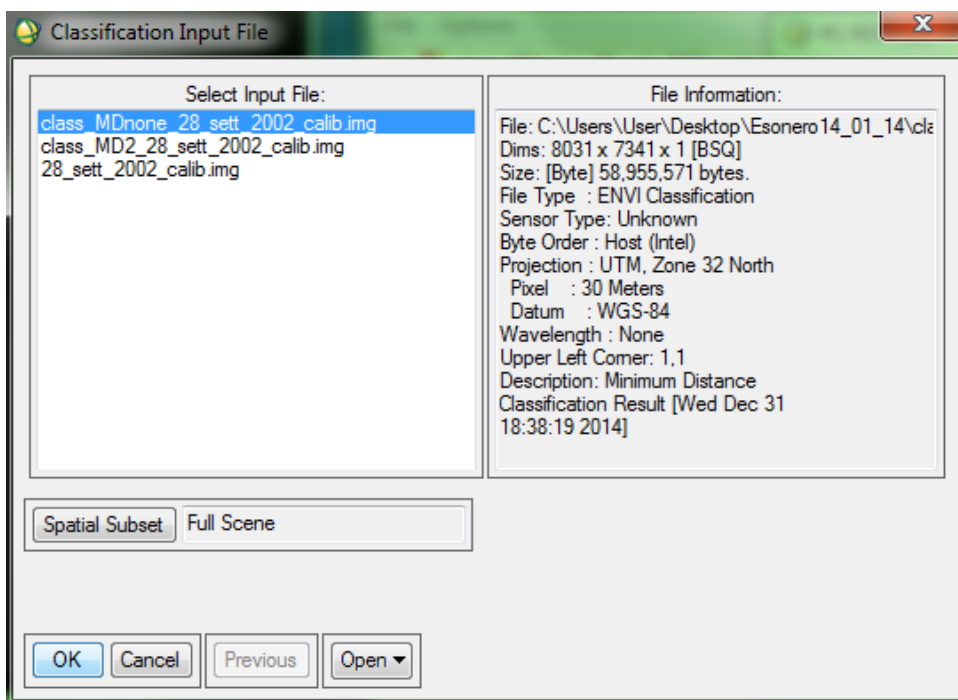 Classification Input File
Select Input File:
class_MDnone_28_sett_2002_calib.img
class_MD2_28_sett_2002_calib.img
28_sett_2002_calib.img
File Information:
File: C:\Users\User\Desktop\Esonero14_01_14\cla
Dims: 8031 x 7341 x 1 [BSQ]
Size: [Byte] 58,955,571 bytes.
File Type : ENVI Classification
Sensor Type: Unknown
Byte Order : Host (Intel)
Projection : UTM, Zone 32 North
Pixel : 30 Meters
Datum : WGS-84
Wavelength : None
Upper Left Corner: 1,1
Description: Minimum Distance
Classification Result [Wed Dec 31
18:38:19 2014]
Spatial Subset Full Scene
OK Cancel Previous Open